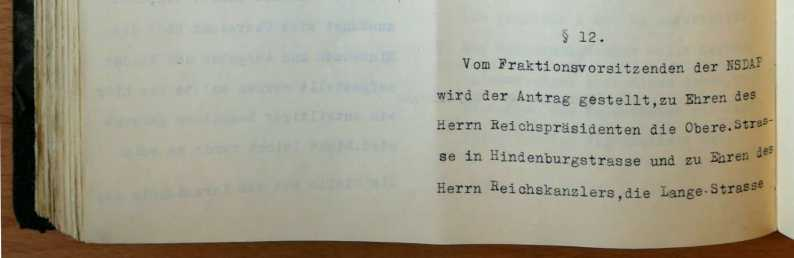 § 12.
Vom Fraktionsvorsitzenden der NSDAP
wird der Antrag gestellt,zu Ehren des
Herrn Reichspräsidenten die Obere.Stras-
se in Hindenburgstrasse und zu Ehren des
Herrn Reichskanzlers,die Lange-Strasse